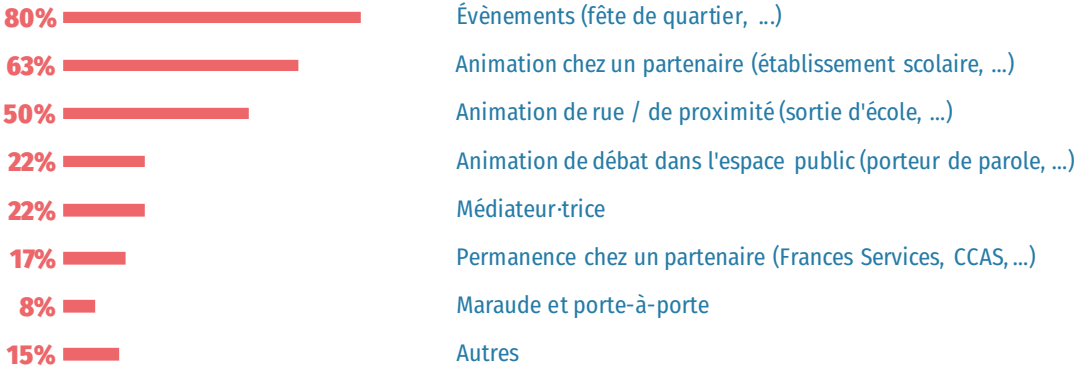 80% Évènements (fête de quartier, ...)
63% Animation chez un partenaire (établissement scolaire, ...)
50% Animation de rue / de proximité (sortie d'école, ...)
22% Animation de débat dans l'espace public (porteur de parole, ...)
22% Médiateur·trice
17% Permanence chez un partenaire (Frances Services, CCAS, ...)
8% Maraude et porte-à-porte
15% Autres